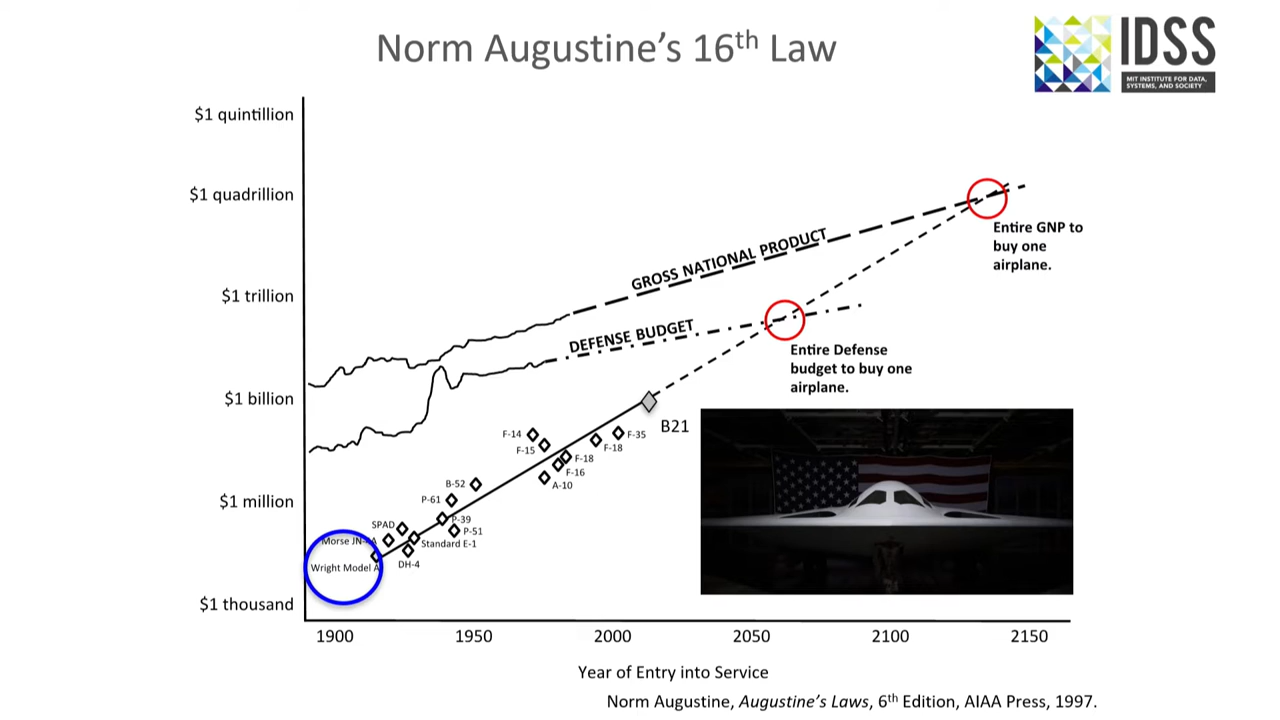 Norm Augustine’s 16th Law
IDSS
MIT INSTITUTE FOR DATA,
SYSTEMS, AND SOCIETY
$1 quintillion
$1 quadrillion
$1 trillion
$1 billion
$1 million
$1 thousand
GROSS NATIONAL PRODUCT
DEFENSE BUDGET
Entire GNP to
buy one
airplane.
Entire Defense
budget to buy one
airplane.
B21
F-14
F-15
F-35
F-18
F-18
F-16
A-10
B-52
P-61
P-39
P-51
SPAD
Standard E-1
Morse
Wright Model A
DH-4
1900 1950 2000 2050 2100 2150
Year of Entry into Service
Norm Augustine, Augustine’s Laws, 6th Edition, AIAA Press, 1997.